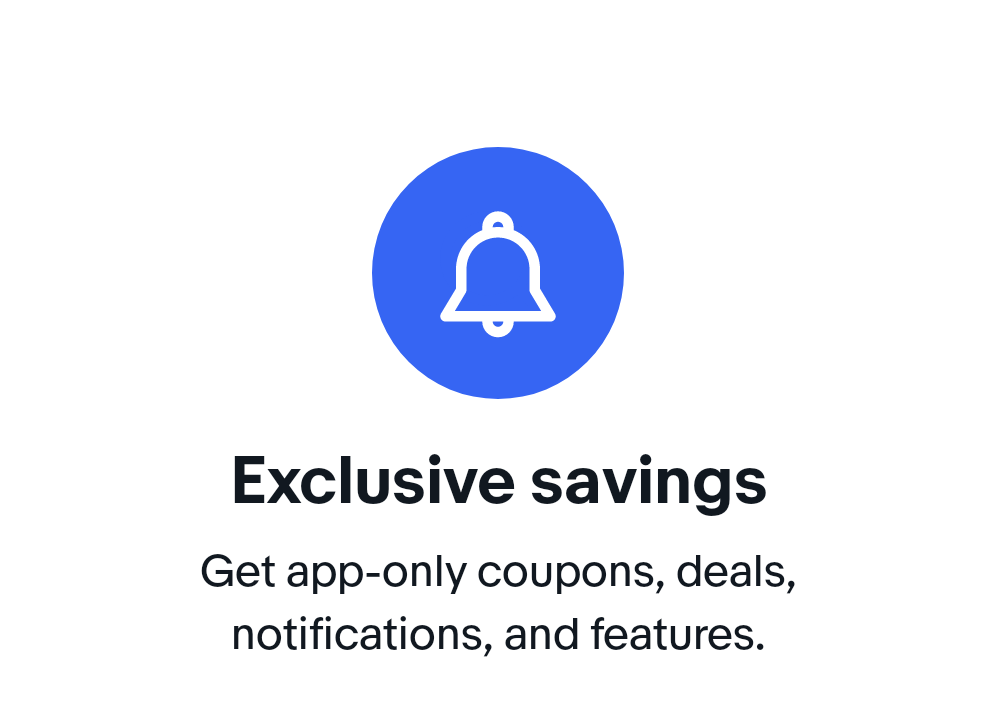 Exclusive savings
Get app-only coupons, deals,
notifications, and features.